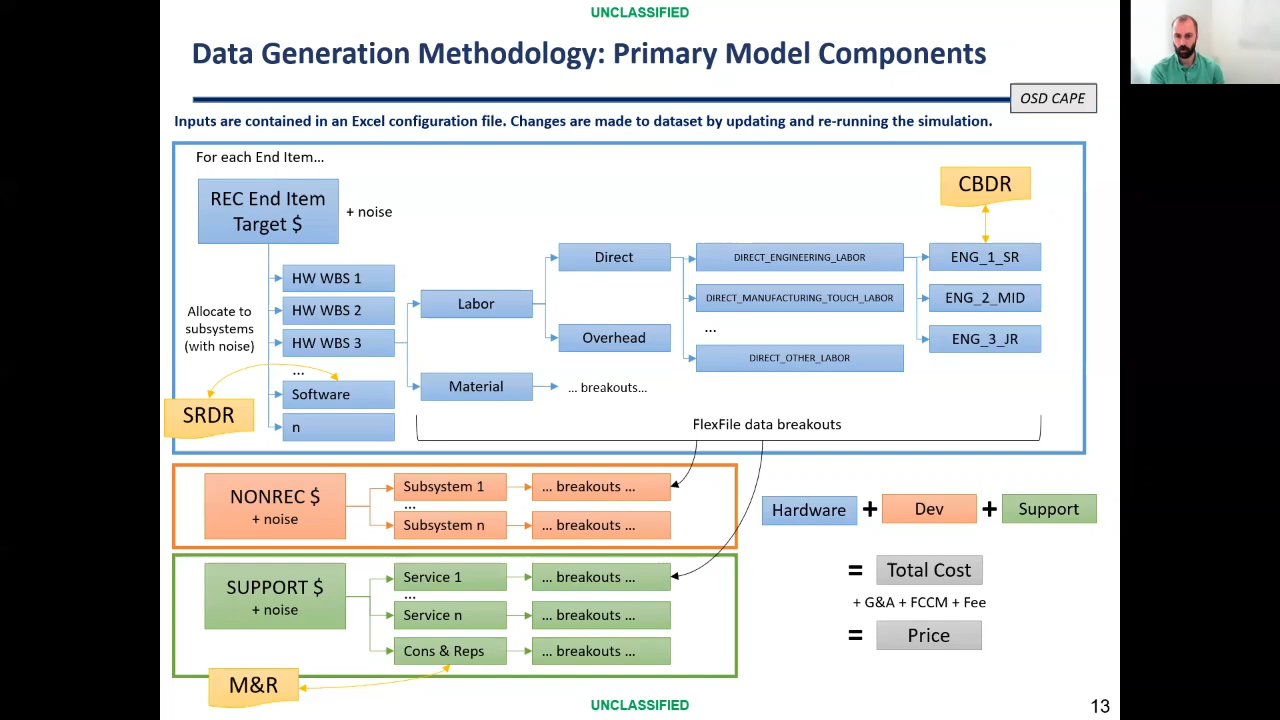 UNCLASSIFIED
Data Generation Methodology: Primary Model Components
OSD CAPE
Inputs are contained in an Excel configuration file. Changes are made to dataset by updating and re-running the simulation.
For each End Item...
REC End Item
Target $
+ noise
CBDR
HW WBS 1
HW WBS 2
HW WBS 3
...
Software
n
Allocate to
subsystems
(with noise)
SRDR
Labor
Material
Direct
Overhead
... breakouts...
DIRECT_ENGINEERING_LABOR
DIRECT_MANUFACTURING_TOUCH_LABOR
...
DIRECT_OTHER_LABOR
ENG_1_SR
ENG_2_MID
ENG_3_JR
FlexFile data breakouts
NONREC $
+ noise
Subsystem 1
...
Subsystem n
... breakouts ...
... breakouts ...
SUPPORT $
+ noise
Service 1
...
Service n
Cons & Reps
... breakouts ...
... breakouts ...
... breakouts ...
M&R
Hardware + Dev + Support
= Total Cost
+ G&A + FCCM + Fee
= Price
UNCLASSIFIED
13